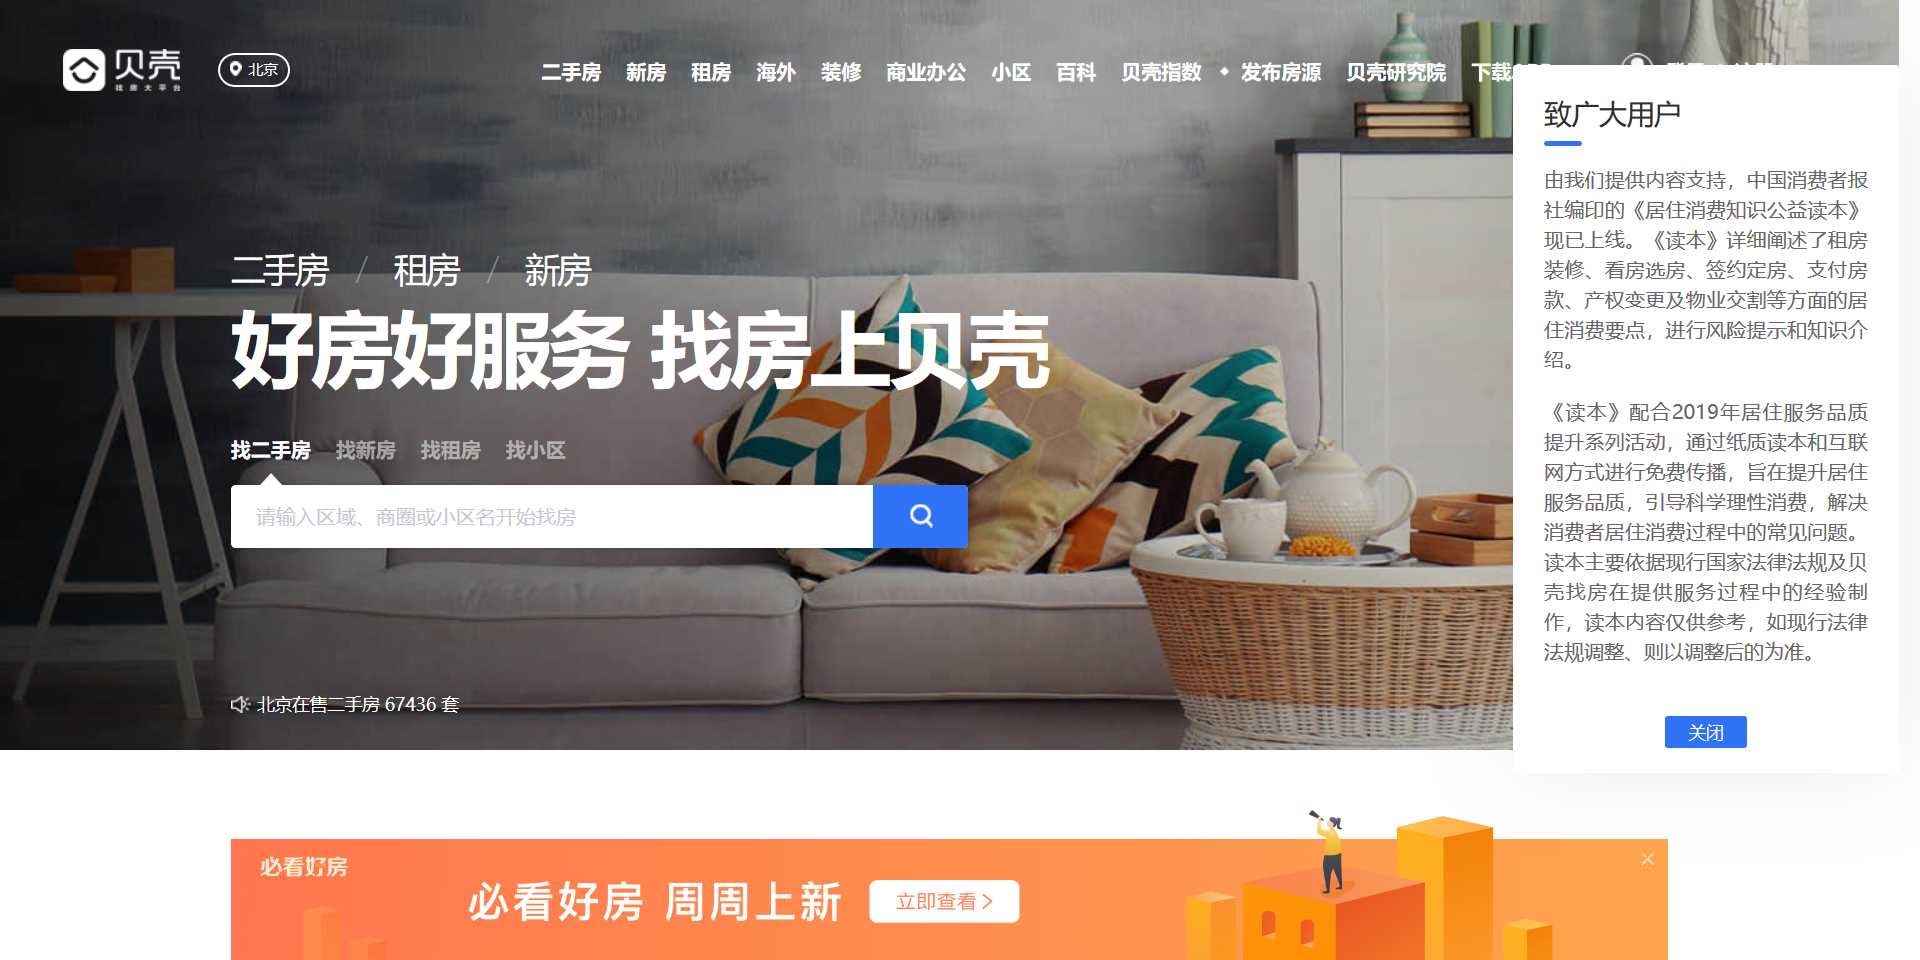 贝壳
找房大平台
北京
二手房 新房 租房 海外 装修 商业办公 小区 百科 贝壳指数 发布房源 贝壳研究院 下载
致广大用户
由我们提供内容支持，中国消费者报
社编印的《居住消费知识公益读本》
现已上线。《读本》详细阐述了租房
装修、看房选房、签约定房、支付房
款、产权变更及物业交割等方面的居
住消费要点，进行风险提示和知识介
绍。
《读本》配合2019年居住服务品质
提升系列活动，通过纸质读本和互联
网方式进行免费传播，旨在提升居住
服务品质，引导科学理性消费，解决
消费者居住消费过程中的常见问题。
读本主要依据现行国家法律法规及贝
壳找房在提供服务过程中的经验制
作，读本内容仅供参考，如现行法律
法规调整、则以调整后的为准。
关闭
二手房 / 租房 / 新房
好房好服务 找房上贝壳
找二手房 找新房 找租房 找小区
请输入区域、商圈或小区名开始找房
北京在售二手房 67436 套
必看好房
必看好房 周周上新
立即查看